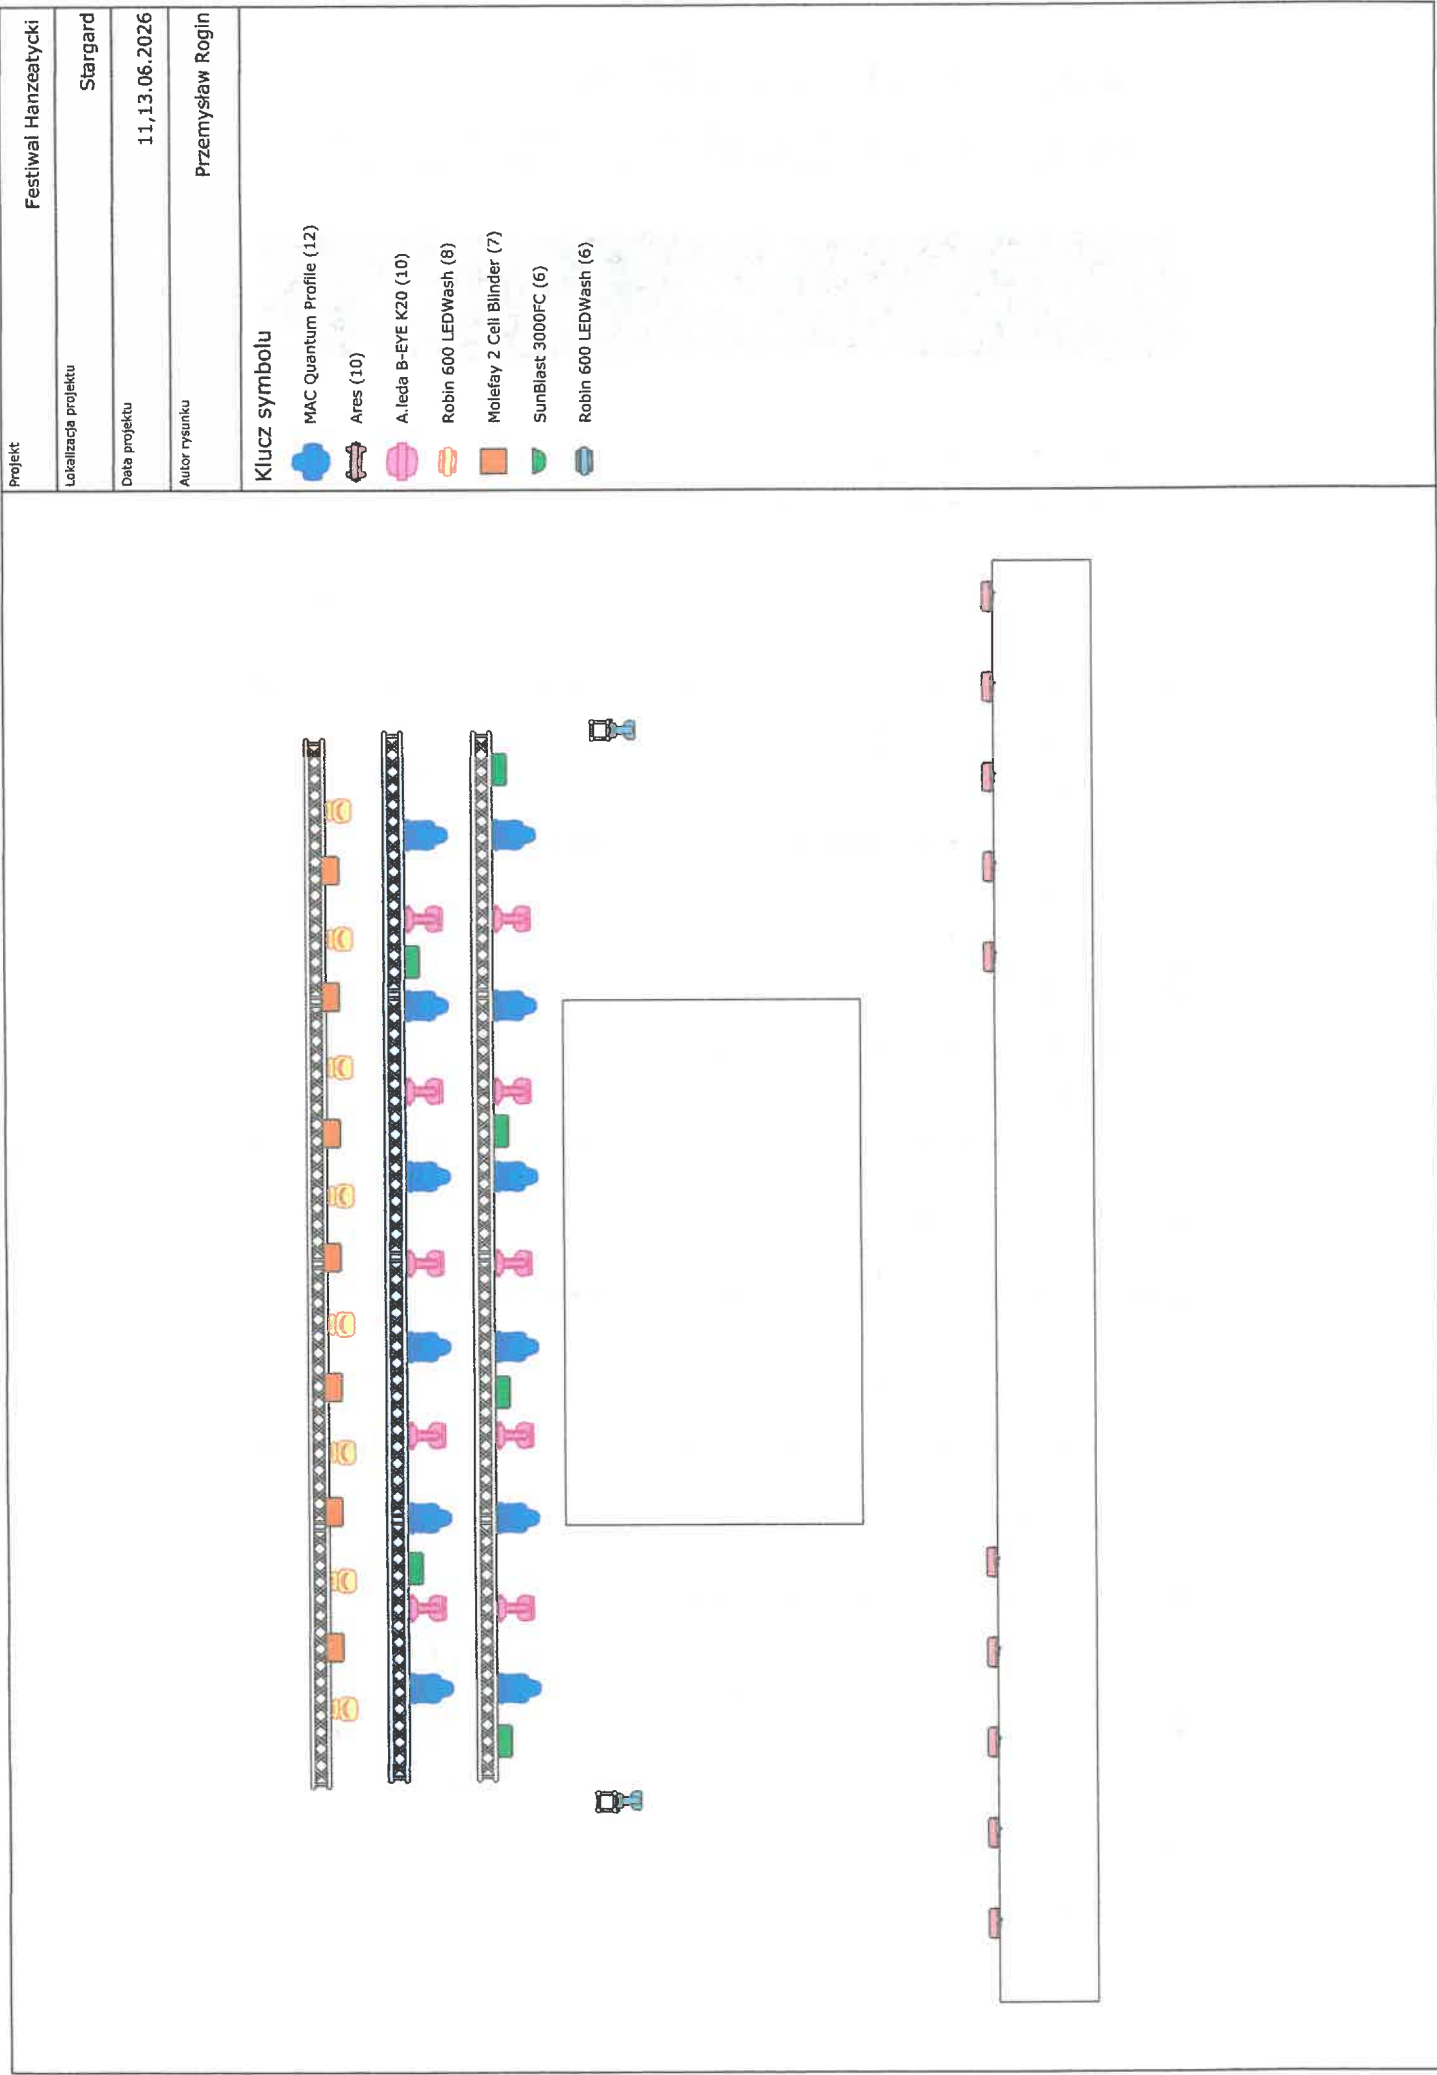 Projekt
Festiwal Hanzeatycki
Lokalizacja projektu
Stargard
Data projektu
11,13.06.2026
Autor rysunku
Przemysław Rogin
Klucz symbolu
MAC Quantum Profile (12)
Ares (10)
A.leda B-EYE K20 (10)
Robin 600 LEDWash (8)
Molefay 2 Cell Blinder (7)
SunBlast 3000FC (6)
Robin 600 LEDWash (6)